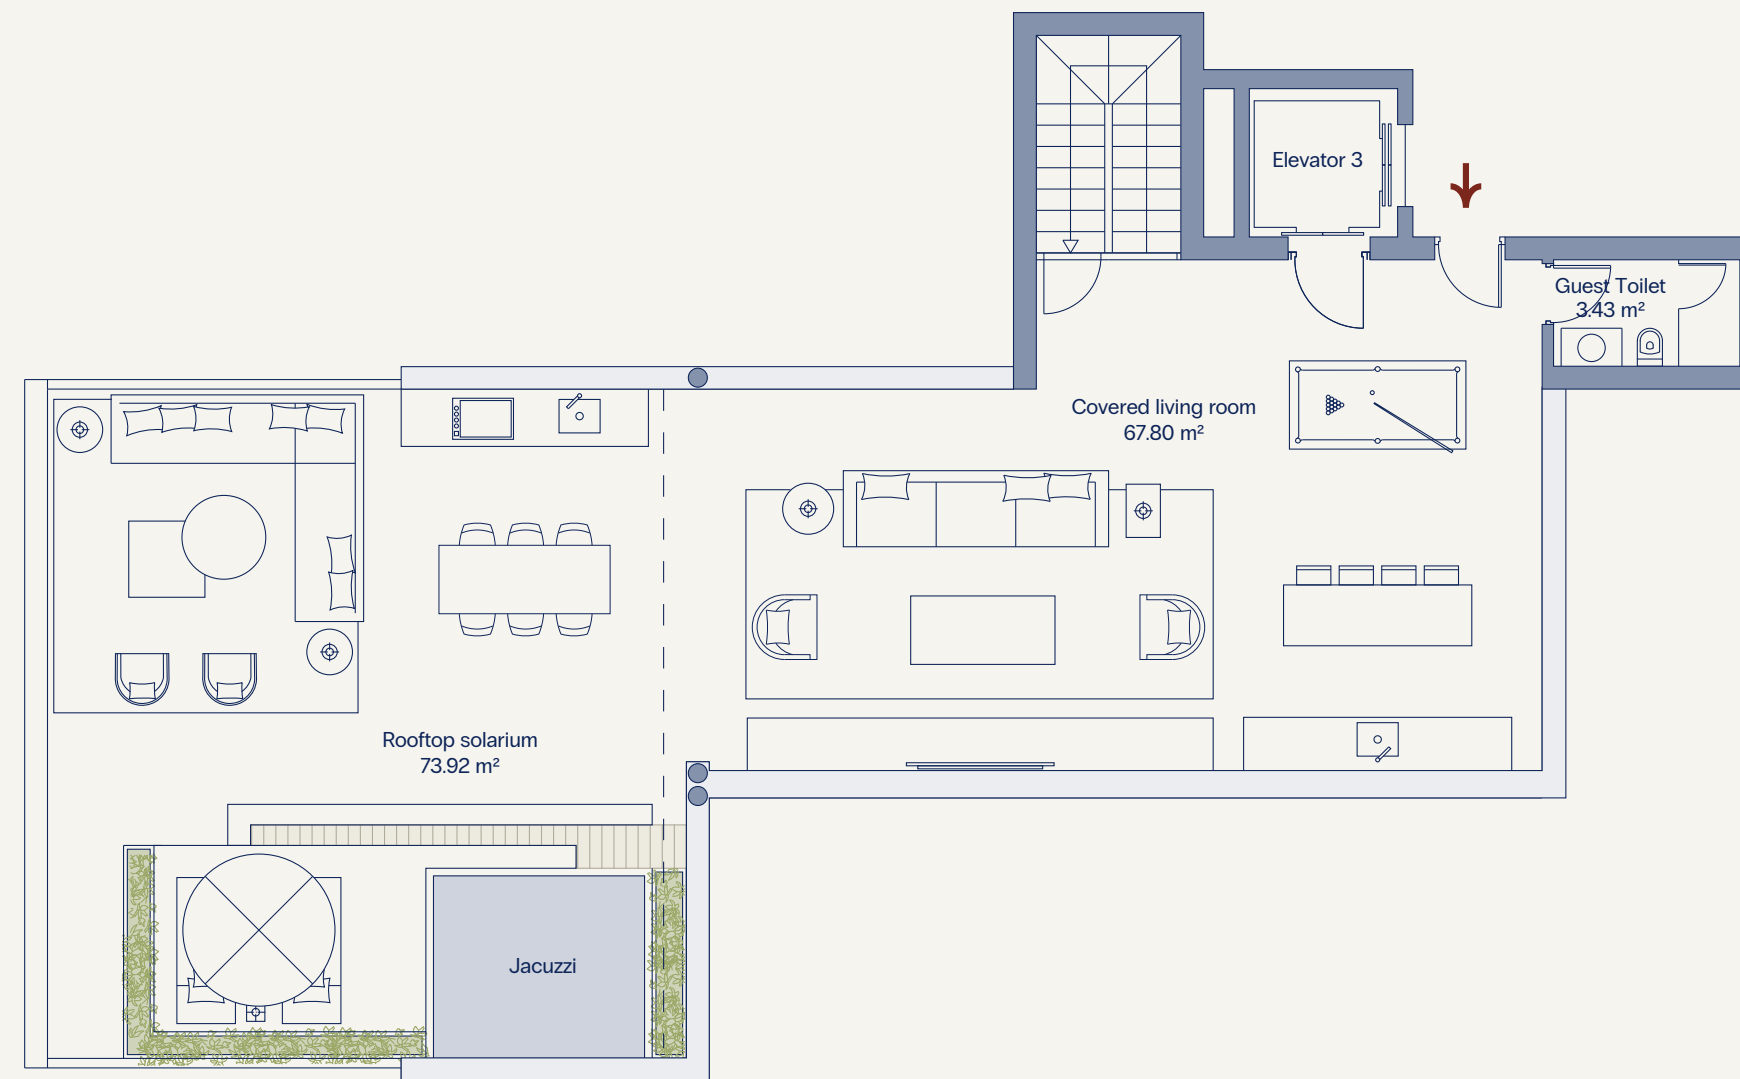 Elevator 3
Guest Toilet
3.43 m²
Covered living room
67.80 m²
Rooftop solarium
73.92 m²
Jacuzzi